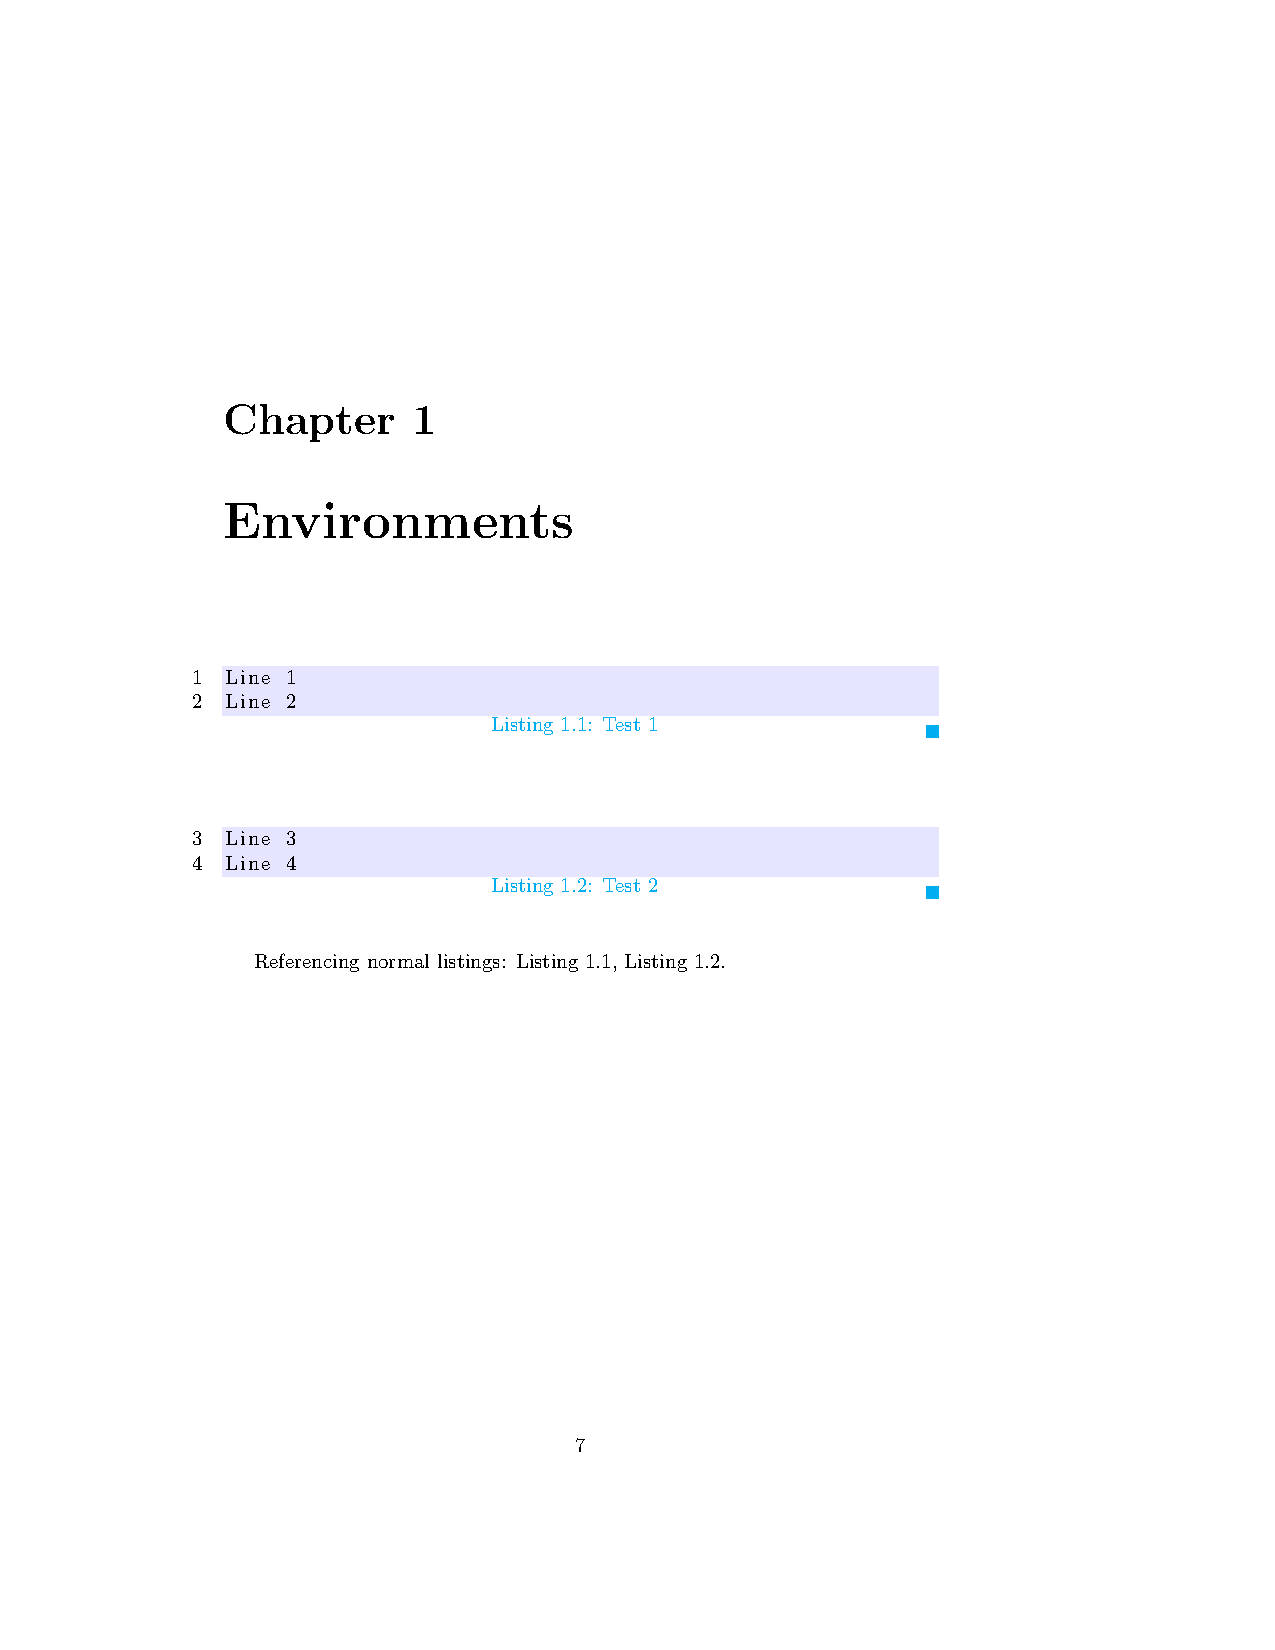 Chapter 1
Environments
1 Line 1
2 Line 2
Listing 1.1: Test 1
3 Line 3
4 Line 4
Listing 1.2: Test 2
Referencing normal listings: Listing 1.1, Listing 1.2.
7